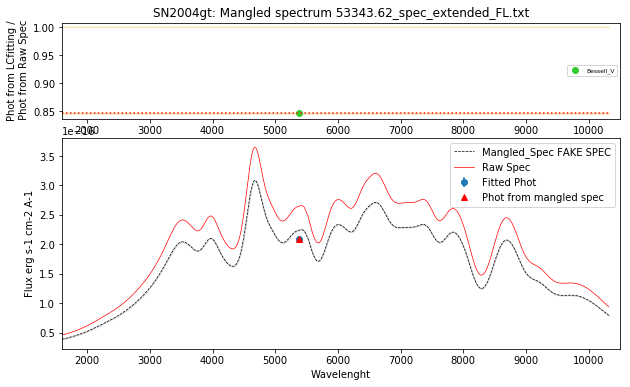 SN2004gt: Mangled spectrum 53343.62_spec_extended_FL.txt
Phot from LCfitting /
Phot from Raw Spec
1.00
0.95
0.90
0.85
Bessell_V
2000 3000 4000 5000 6000 7000 8000 9000 10000
1e−16
Flux erg s-1 cm-2 A-1
3.5
3.0
2.5
2.0
1.5
1.0
0.5
Mangled_Spec FAKE SPEC
Raw Spec
Fitted Phot
Phot from mangled spec
2000 3000 4000 5000 6000 7000 8000 9000 10000
Wavelenght